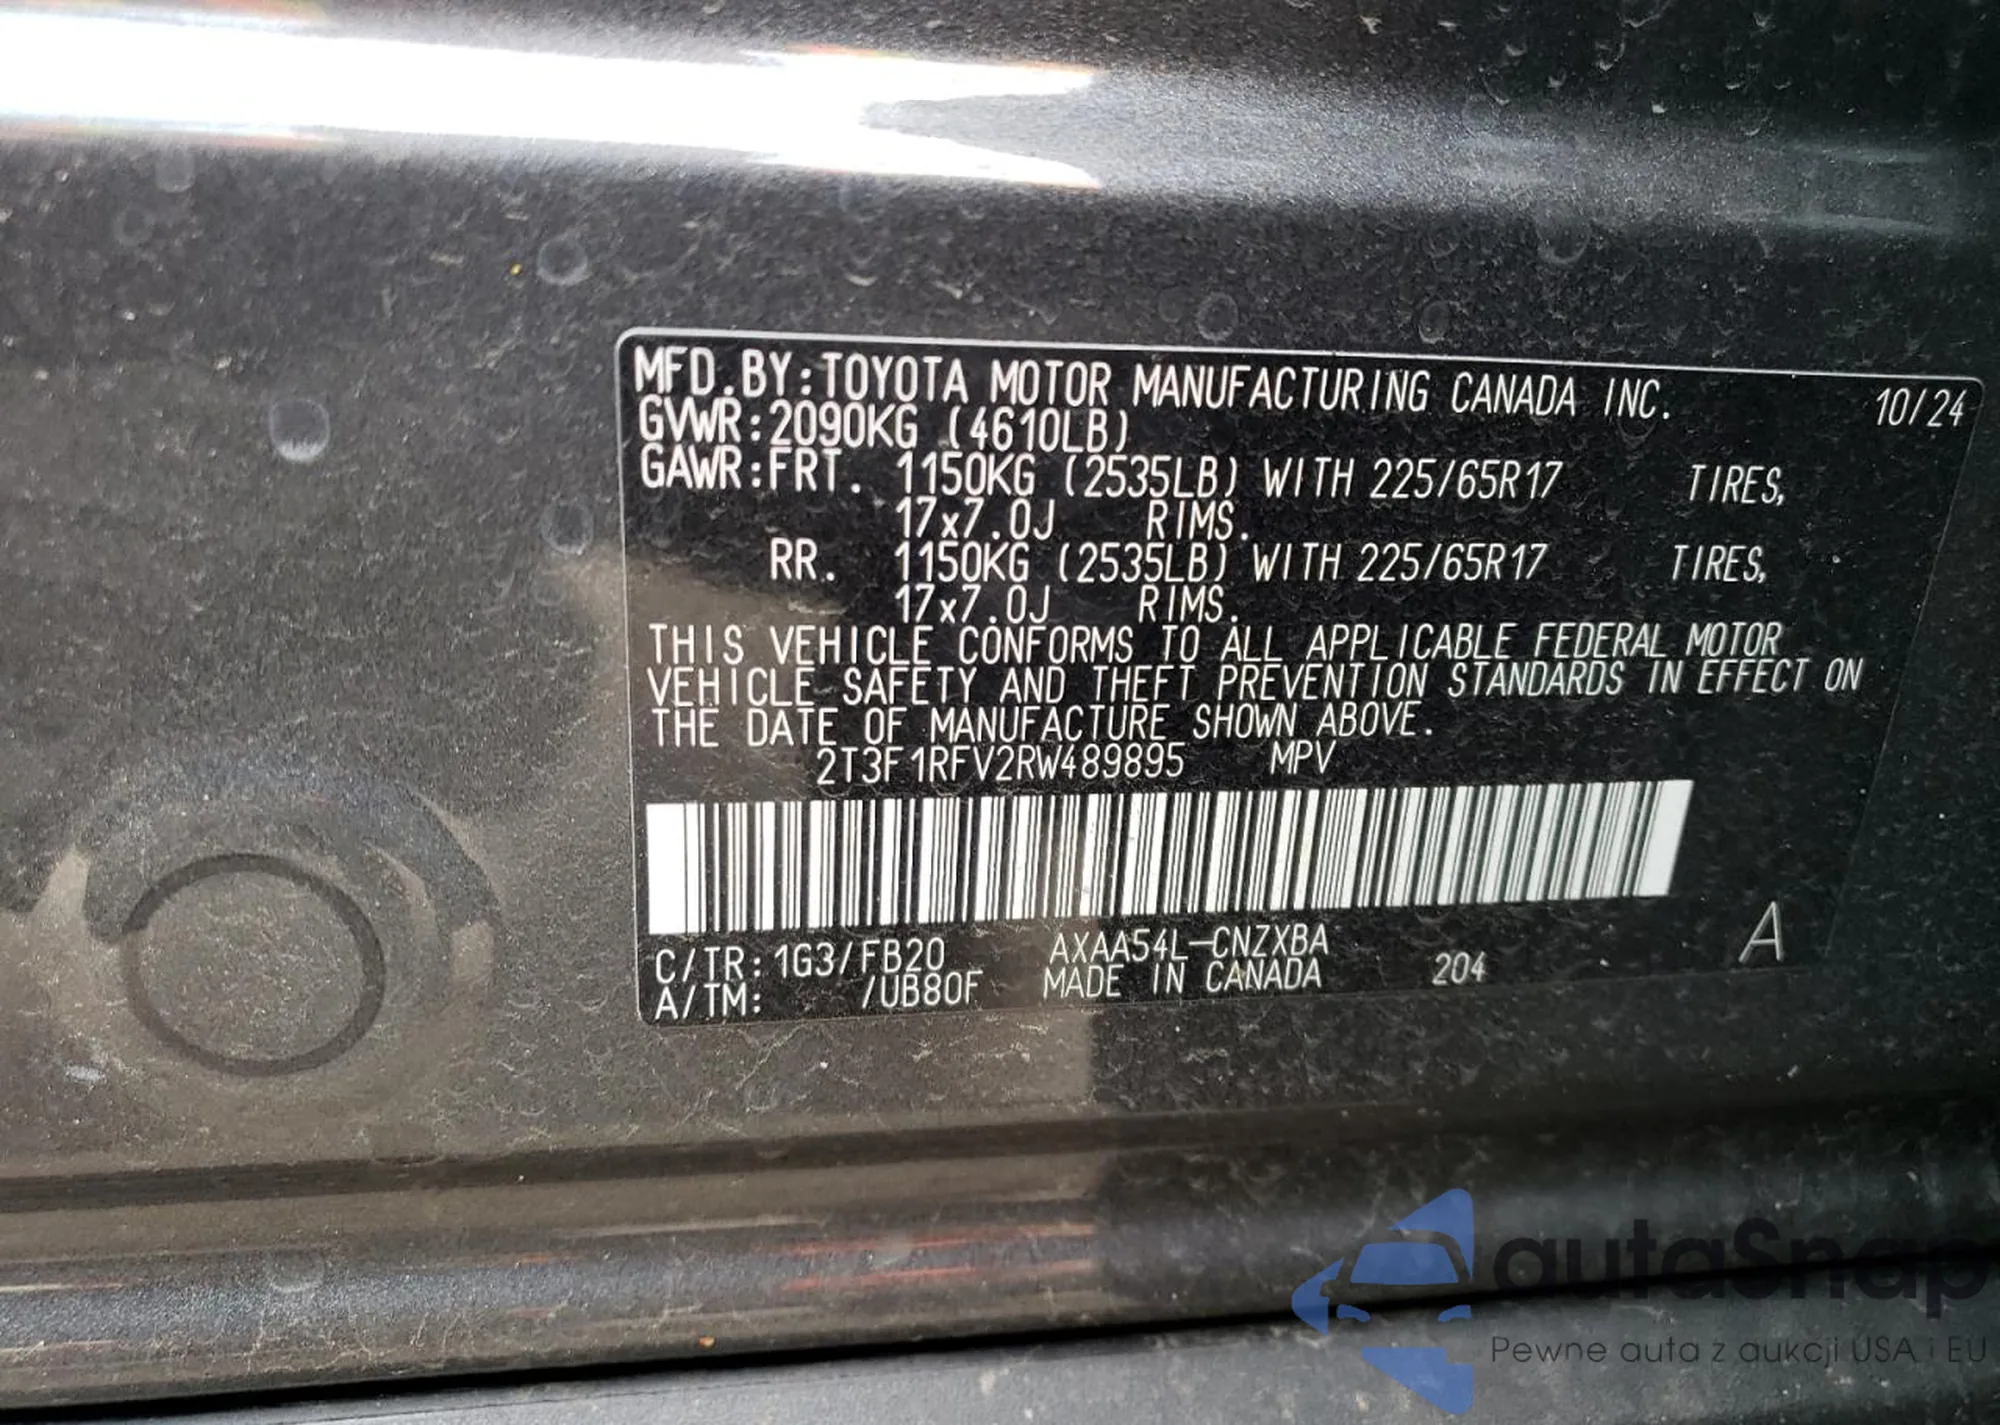 MFD.BY:TOYOTA MOTOR MANUFACTURING CANADA INC. 10/24
GVWR:2090KG (4610LB)
GAWR:FRT. 1150KG (2535LB) WITH 225/65R17 TIRES,
17x7.0J RIMS.
RR. 1150KG (2535LB) WITH 225/65R17 TIRES,
17x7.0J RIMS.
THIS VEHICLE CONFORMS TO ALL APPLICABLE FEDERAL MOTOR
VEHICLE SAFETY AND THEFT PREVENTION STANDARDS IN EFFECT ON
THE DATE OF MANUFACTURE SHOWN ABOVE.
2T3F1RFV2RW489895 MPV
C/TR:1G3/FB20 AXAA54L-CNZXBA
A/TM: /UB80F MADE IN CANADA 204 A
autaSnap
Pewne auta z aukcji USA i EU